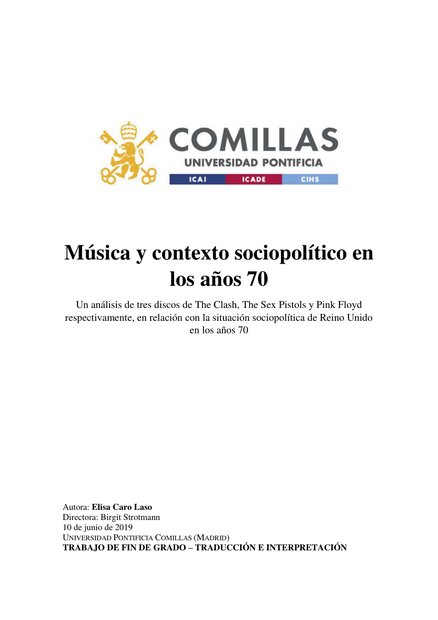 COMILLAS
UNIVERSIDAD PONTIFICIA
ICAI ICADE CIHS
Música y contexto sociopolítico en
los años 70
Un análisis de tres discos de The Clash, The Sex Pistols y Pink Floyd
respectivamente, en relación con la situación sociopolítica de Reino Unido
en los años 70
Autora: Elisa Caro Laso
Directora: Birgit Strotmann
10 de junio de 2019
UNIVERSIDAD PONTIFICIA COMILLAS (MADRID)
TRABAJO DE FIN DE GRADO – TRADUCCIÓN E INTERPRETACIÓN